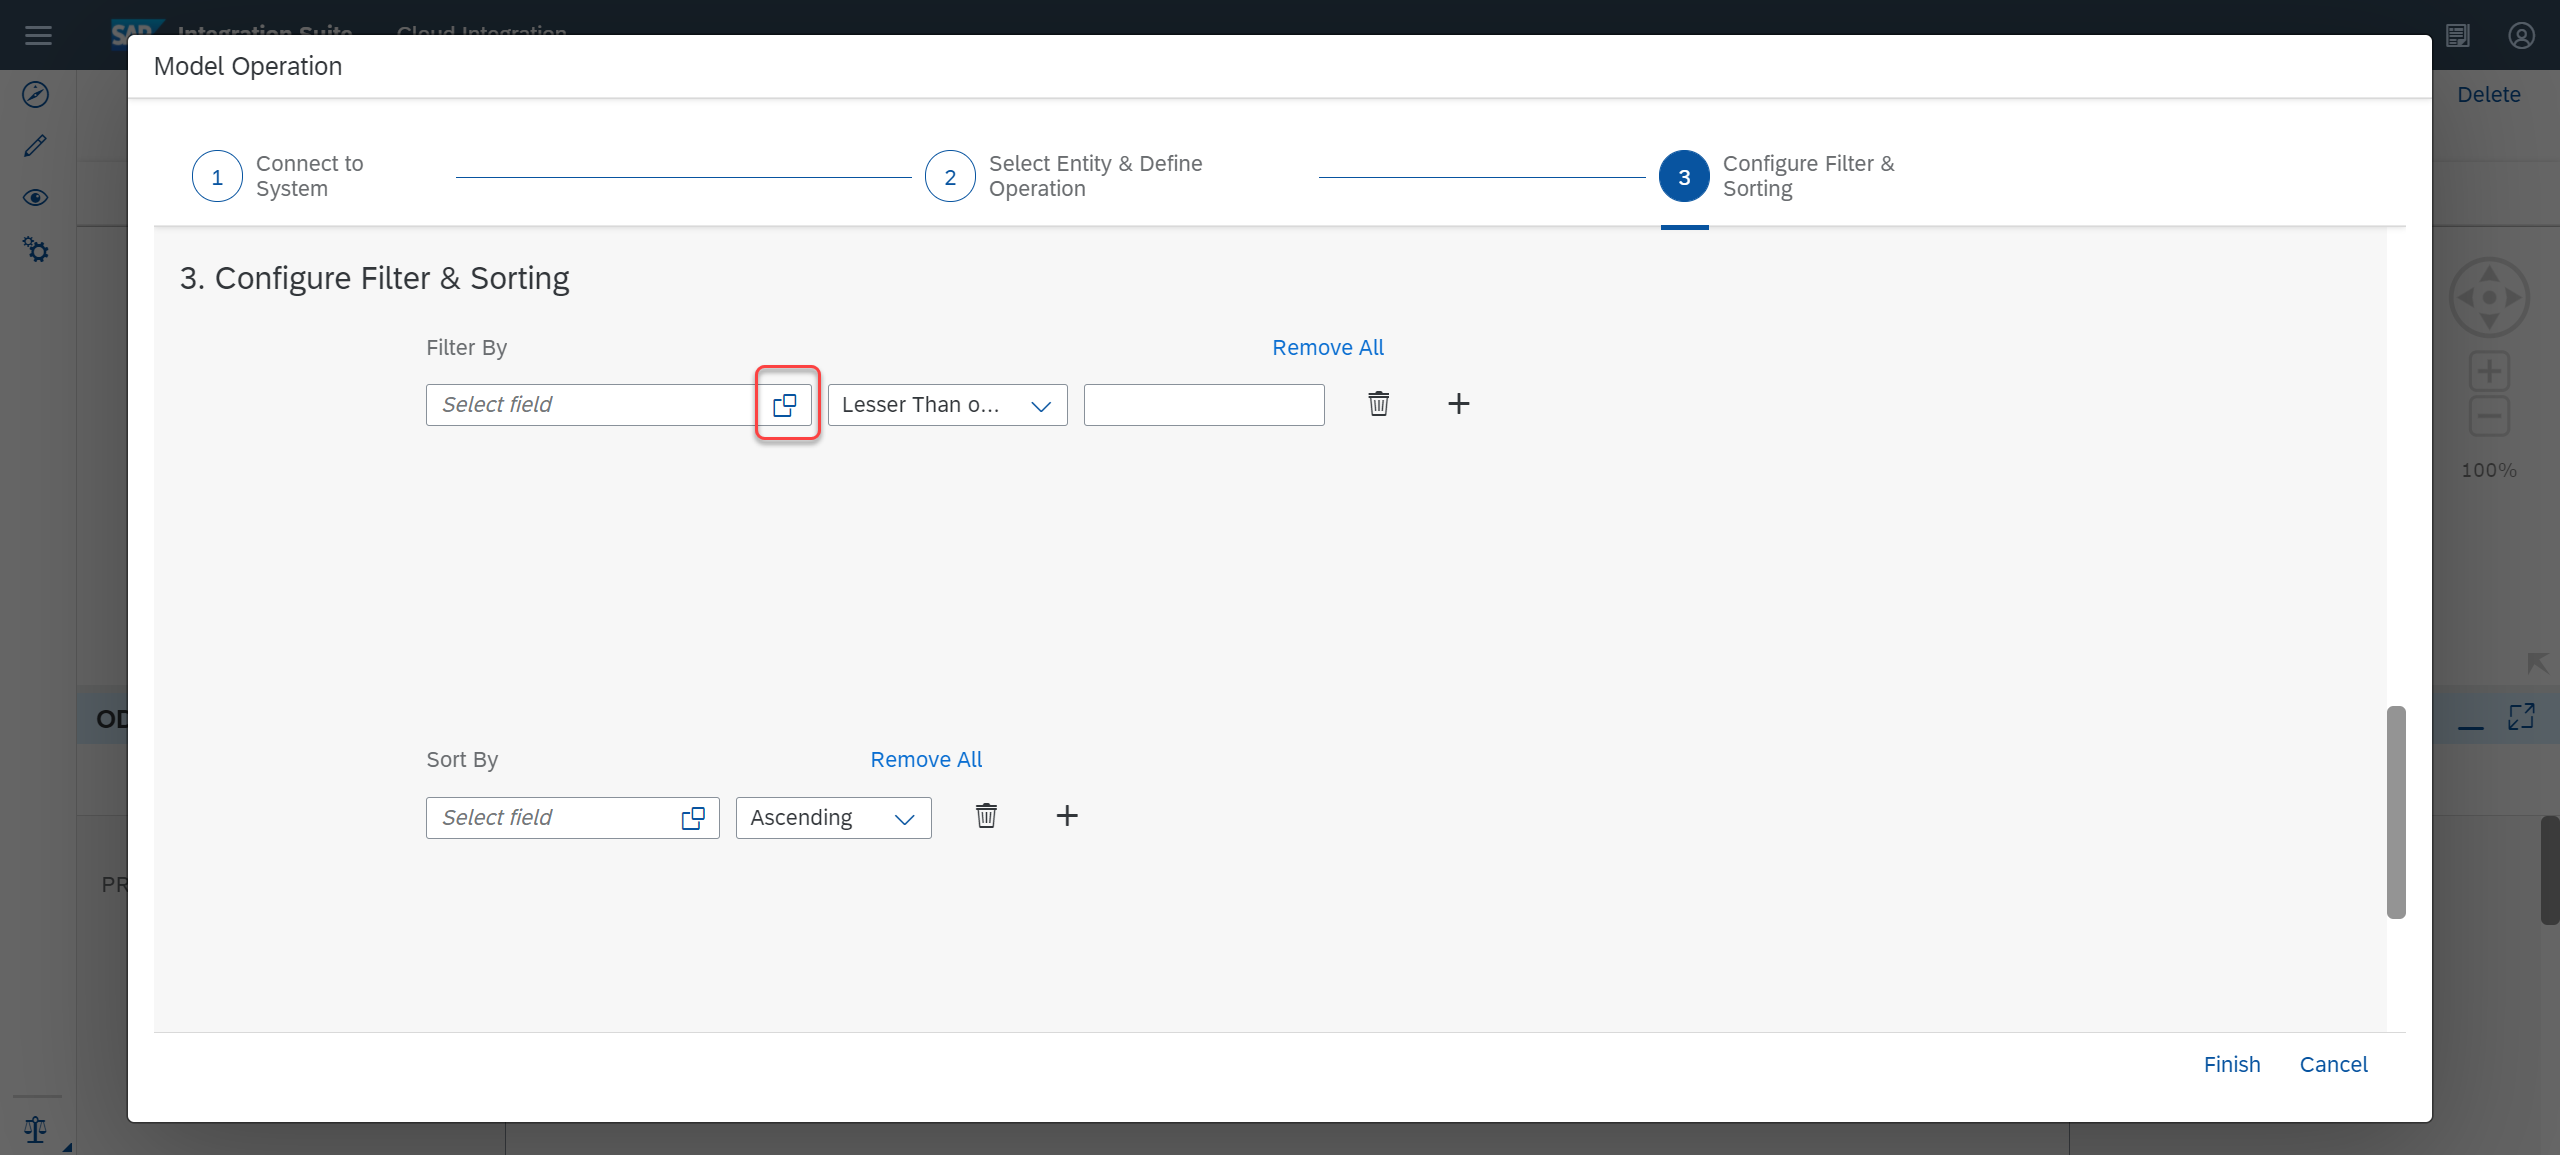 SAP Integration Suite Cloud Integration
Model Operation
Delete
1 Connect to
System
2 Select Entity & Define
Operation
3 Configure Filter &
Sorting
3. Configure Filter & Sorting
Filter By Remove All
Select field Lesser Than o...
100%
OD
Sort By Remove All
Select field Ascending
PR
Finish Cancel